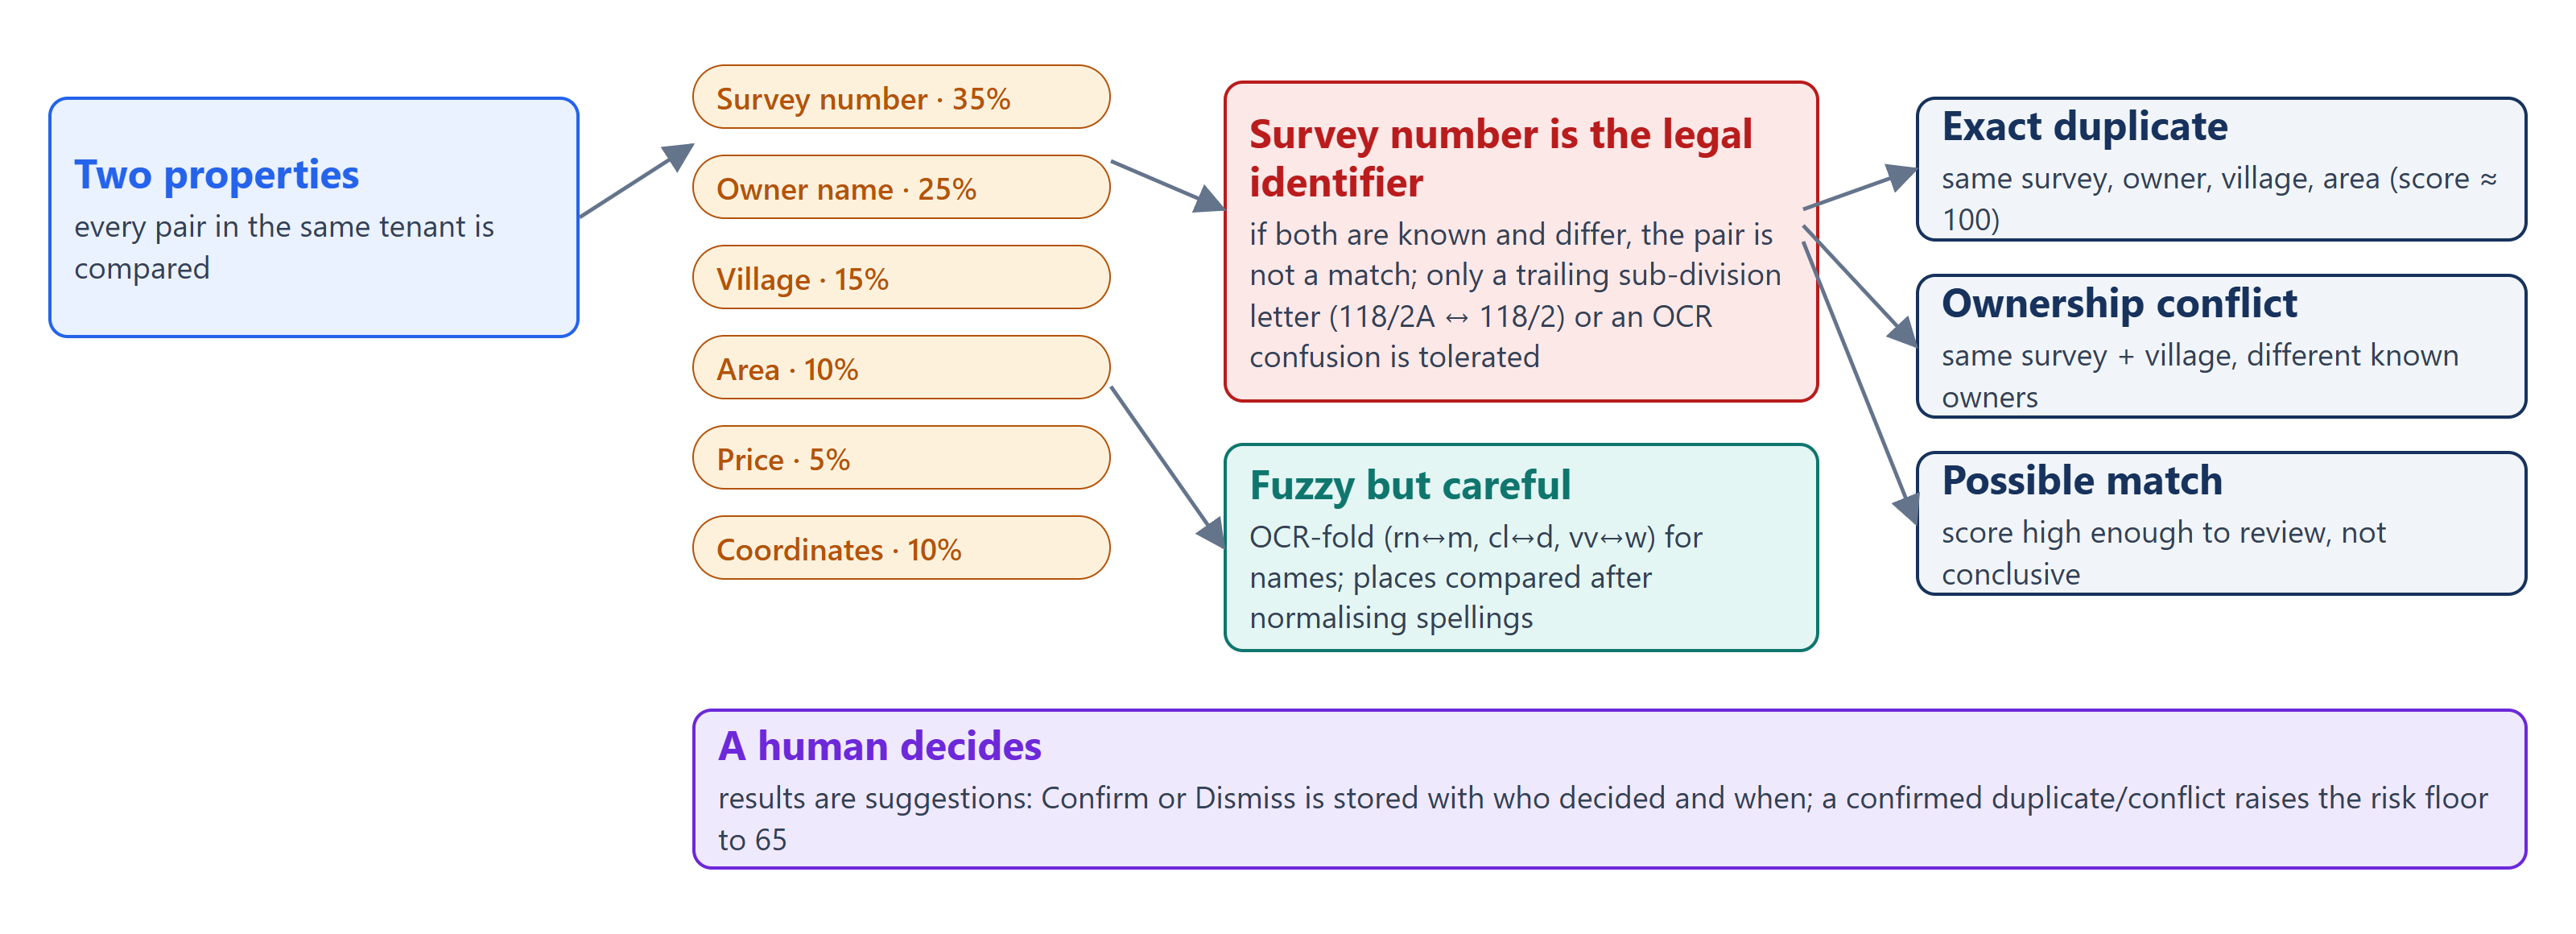 Two properties
every pair in the same tenant is
compared
Survey number · 35%
Owner name · 25%
Village · 15%
Area · 10%
Price · 5%
Coordinates · 10%
Survey number is the legal
identifier
if both are known and differ, the pair is
not a match; only a trailing sub-division
letter (118/2A ↔ 118/2) or an OCR
confusion is tolerated
Fuzzy but careful
OCR-fold (rn↔m, cl↔d, vv↔w) for
names; places compared after
normalising spellings
Exact duplicate
same survey, owner, village, area (score ≈
100)
Ownership conflict
same survey + village, different known
owners
Possible match
score high enough to review, not
conclusive
A human decides
results are suggestions: Confirm or Dismiss is stored with who decided and when; a confirmed duplicate/conflict raises the risk floor
to 65